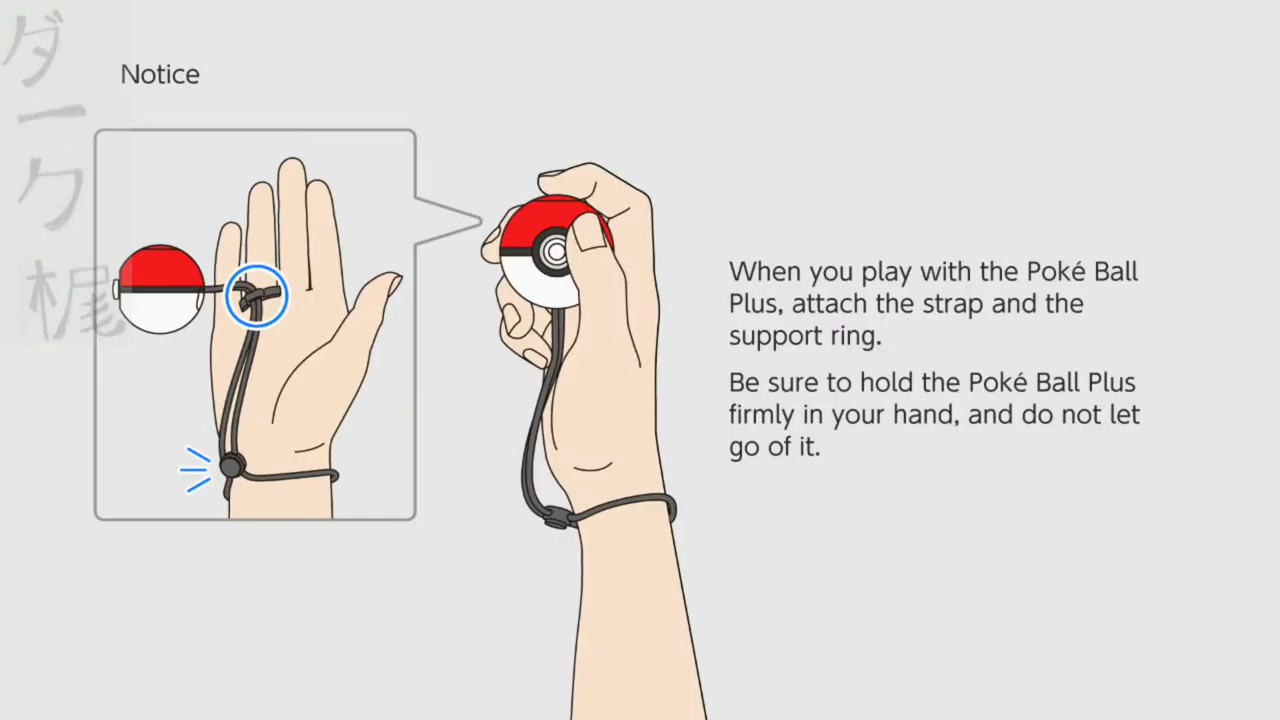 ダーク梶
Notice
When you play with the Poké Ball
Plus, attach the strap and the
support ring.
Be sure to hold the Poké Ball Plus
firmly in your hand, and do not let
go of it.